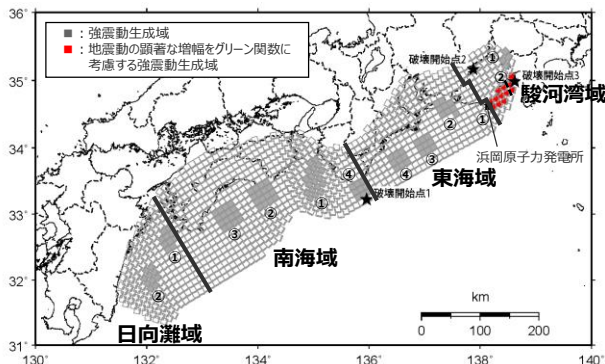 ■ : 強震動生成域
■ : 地震動の顕著な増幅をグリーン関数に
考慮する強震動生成域
破壊開始点2
①
②
破壊開始点3
駿河湾域
②
①
浜岡原子力発電所
③
東海域
④
④
破壊開始点1
①
②
③
南海域
①
②
日向灘域
km
0 50 100 150 200
36°
35°
34°
33°
32°
31°
130°
132°
134°
136°
138°
140°